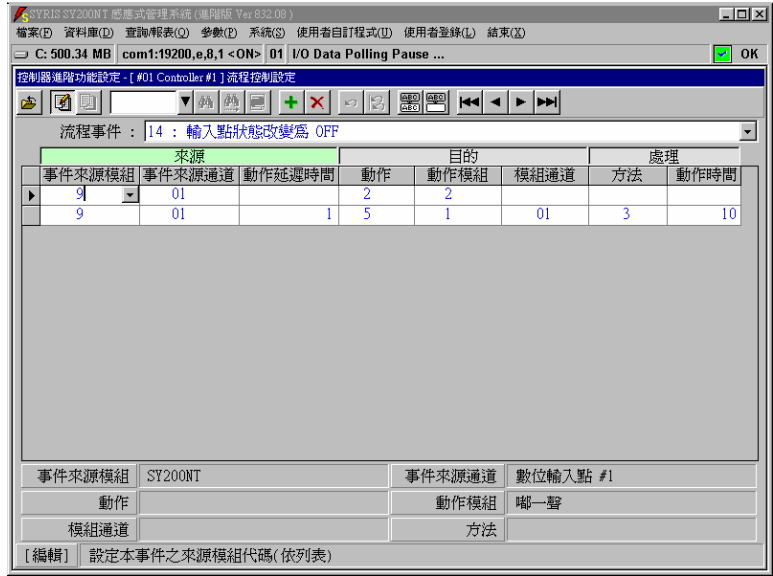 SYRIS SY200NT 感應式管理系統 (進階版 Ver 832.08 )
檔案(F) 資料庫(D) 查詢/報表(Q) 參數(P) 系統(S) 使用者自訂程式(U) 使用者登錄(L) 結束(X)
C: 500.34 MB com1:19200,e,8,1 <ON> 01 I/O Data Polling Pause ... OK
控制器進階功能設定 - [ #01 Controller #1 ] 流程控制設定
流程事件 : 14 : 輸入點狀態改變為 OFF
來源 目的 處理
事件來源模組 事件來源通道 動作延遲時間 動作 動作模組 模組通道 方法 動作時間
9 01 2 2
9 01 1 5 1 01 3 10
事件來源模組 SY200NT 事件來源通道 數位輸入點 #1
動作 動作模組 嘟一聲
模組通道 方法
[編輯] 設定本事件之來源模組代碼(依列表)